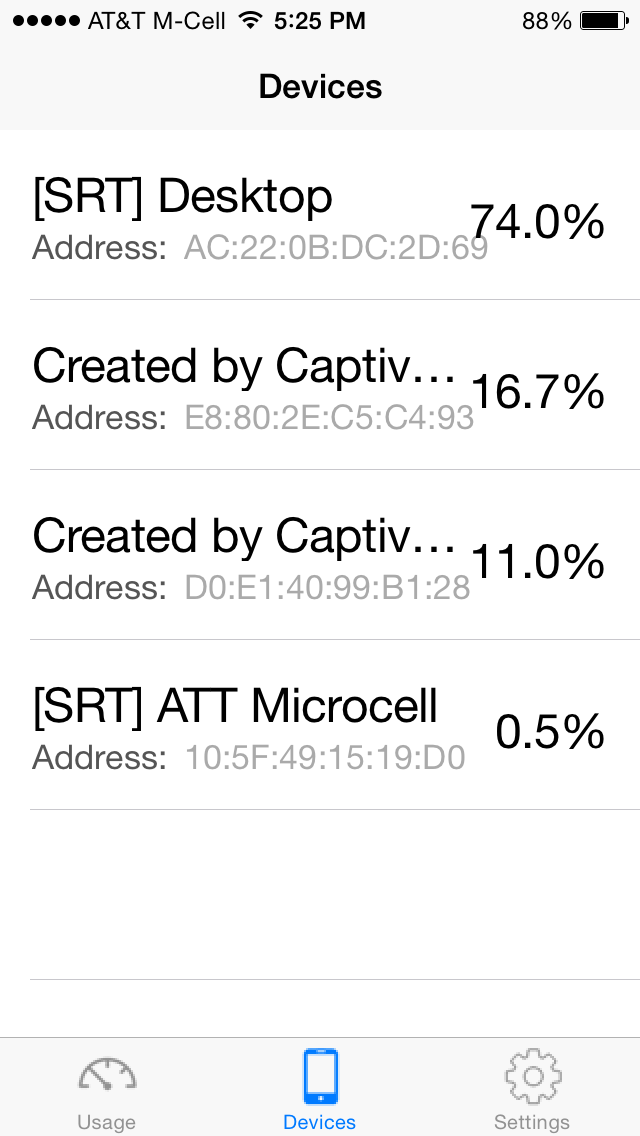 AT&T M-Cell 5:25 PM 88%
Devices
[SRT] Desktop
74.0%
Address: AC:22:0B:DC:2D:69
Created by Captiv...
16.7%
Address: E8:80:2E:C5:C4:93
Created by Captiv...
11.0%
Address: D0:E1:40:99:B1:28
[SRT] ATT Microcell
0.5%
Address: 10:5F:49:15:19:D0
Usage Devices Settings